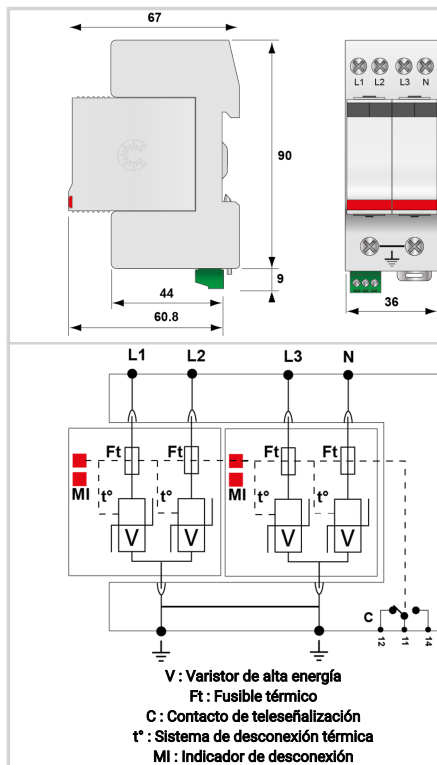 67
L1 L2 L3 N
90
9
44
60.8
36
L1 L2 L3 N
Ft Ft Ft Ft
MI t° t° MI t° t°
V V V V
C
12 11 14
V : Varistor de alta energía
Ft : Fusible térmico
C : Contacto de teleseñalización
t° : Sistema de desconexión térmica
MI : Indicador de desconexión